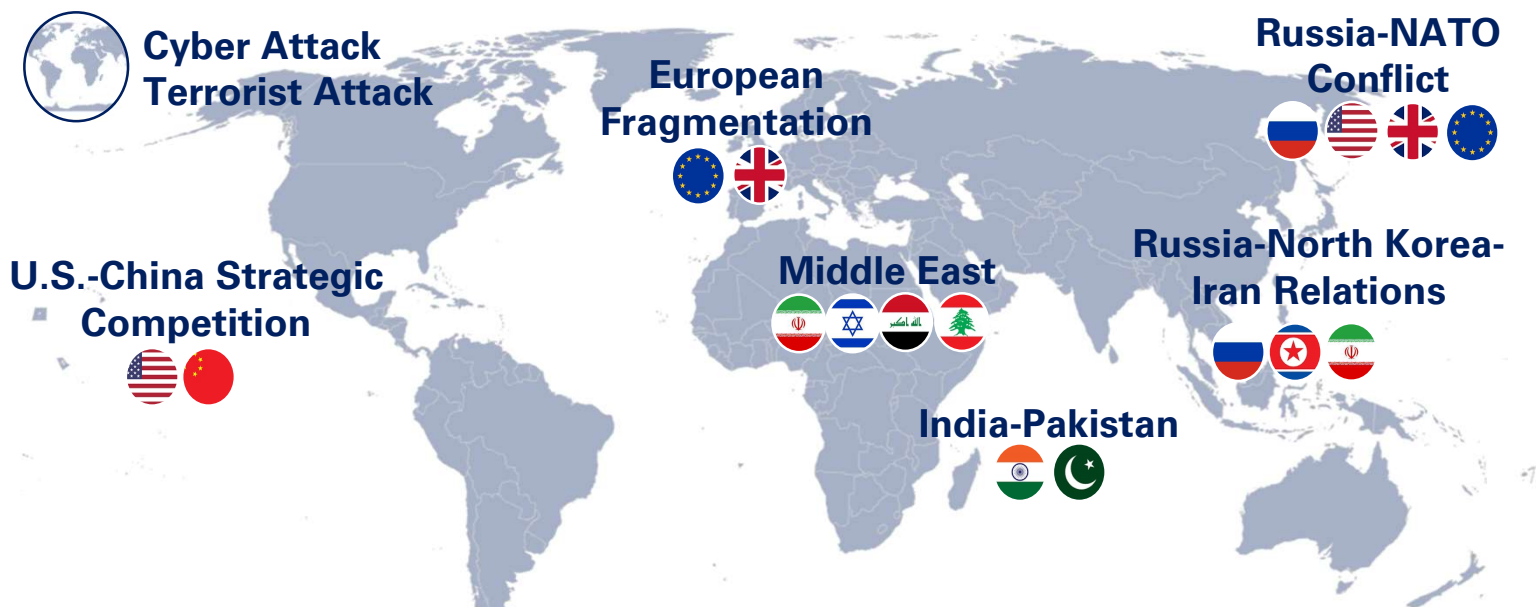 Cyber Attack
Terrorist Attack
European
Fragmentation
Russia-NATO
Conflict
U.S.-China Strategic
Competition
Middle East
Russia-North Korea-
Iran Relations
India-Pakistan